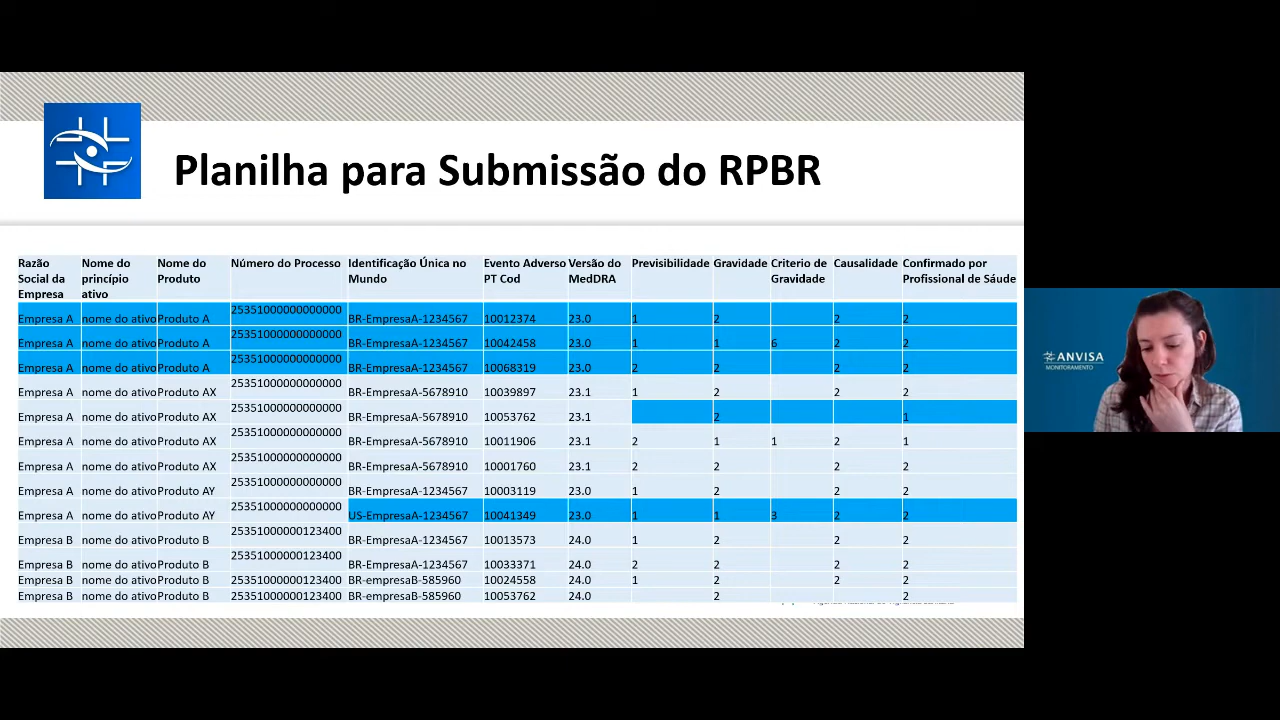 Planilha para Submissão do RPBR
Razão Social da Empresa Nome do princípio ativo Nome do Produto Número do Processo Identificação Única no Mundo Evento Adverso PT Cod Versão do MedDRA Previsibilidade Gravidade Criterio de Gravidade Causalidade Confirmado por Profissional de Sáude
Empresa A nome do ativo Produto A 25351000000000000 BR-EmpresaA-1234567 10012374 23.0 1 2 2 2
Empresa A nome do ativo Produto A 25351000000000000 BR-EmpresaA-1234567 10042458 23.0 1 1 6 2 2
Empresa A nome do ativo Produto A 25351000000000000 BR-EmpresaA-1234567 10068319 23.0 2 2 2 2
Empresa A nome do ativo Produto AX 25351000000000000 BR-EmpresaA-5678910 10039897 23.1 1 2 2 2
Empresa A nome do ativo Produto AX 25351000000000000 BR-EmpresaA-5678910 10053762 23.1 2 1
Empresa A nome do ativo Produto AX 25351000000000000 BR-EmpresaA-5678910 10011906 23.1 2 1 1 2 1
Empresa A nome do ativo Produto AX 25351000000000000 BR-EmpresaA-5678910 10001760 23.1 2 2 2 2
Empresa A nome do ativo Produto AY 25351000000000000 BR-EmpresaA-1234567 10003119 23.0 1 2 2 2
Empresa A nome do ativo Produto AY 25351000000000000 US-EmpresaA-1234567 10041349 23.0 1 1 3 2 2
Empresa B nome do ativo Produto B 25351000000123400 BR-EmpresaA-1234567 10013573 24.0 1 2 2 2
Empresa B nome do ativo Produto B 25351000000123400 BR-EmpresaA-1234567 10033371 24.0 2 2 2 2
Empresa B nome do ativo Produto B 25351000000123400 BR-empresaB-585960 10024558 24.0 1 2 2 2
Empresa B nome do ativo Produto B 25351000000123400 BR-empresaB-585960 10053762 24.0 2 2
ANVISA
MONITORAMENTO